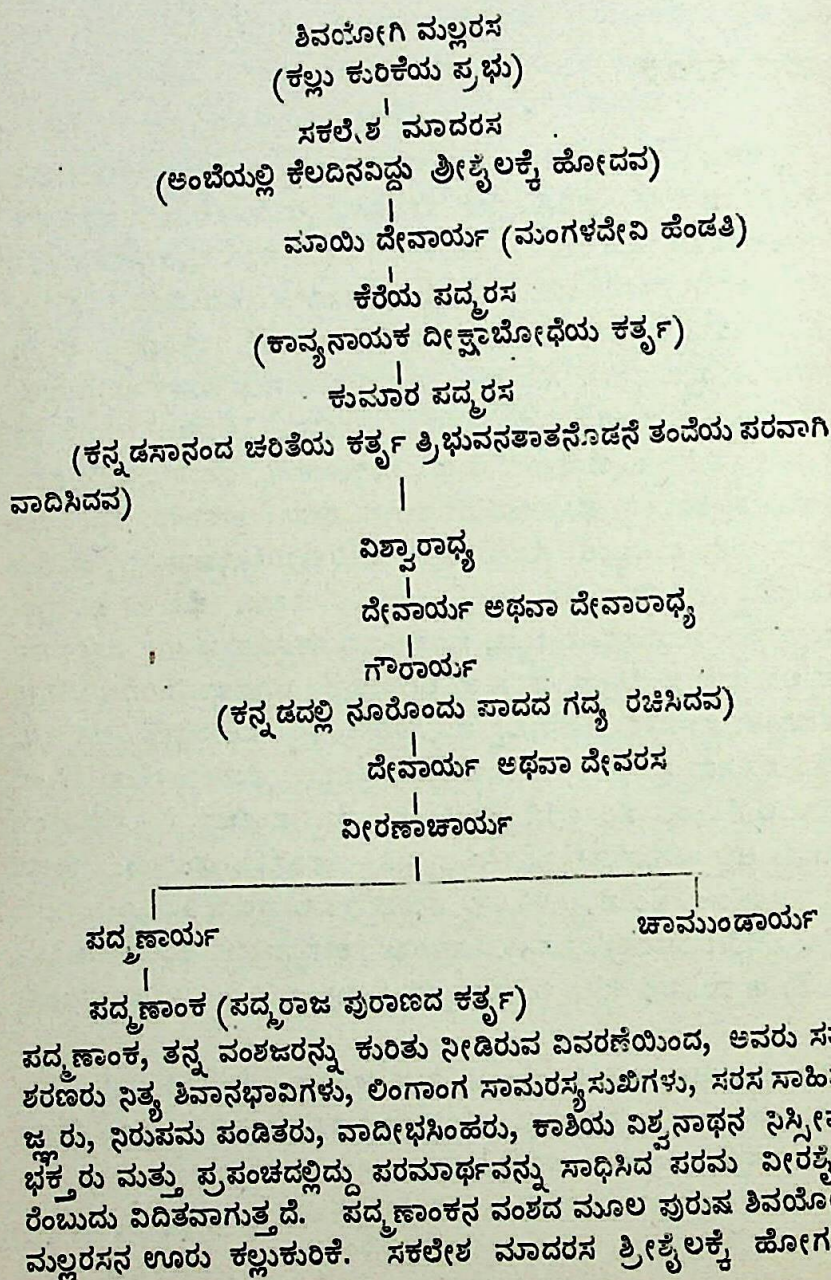 ಶಿವಯೋಗಿ ಮಲ್ಲರಸ
(ಕಲ್ಲು ಕುರಿಕೆಯ ಪ್ರಭು)
ಸಕಲೇಶ ಮಾದರಸ
(ಅಂಬೆಯಲ್ಲಿ ಕೆಲದಿನವಿದ್ದು ಶ್ರೀಶೈಲಕ್ಕೆ ಹೋದವ)
ಮಾಯಿ ದೇವಾರ್ಯ (ಮಂಗಳದೇವಿ ಹೆಂಡತಿ)
ಕೆರೆಯ ಪದ್ಮರಸ
(ಕಾವ್ಯನಾಯಕ ದೀಕ್ಷಾಬೋಧೆಯ ಕರ್ತೃ)
ಕುಮಾರ ಪದ್ಮರಸ
(ಕನ್ನಡಸಾನಂದ ಚರಿತೆಯ ಕರ್ತೃ ತ್ರಿಭುವನತಾತನೊಡನೆ ತಂದೆಯ ಪರವಾಗಿ
ವಾದಿಸಿದವ)
ವಿಶ್ವಾರಾಧ್ಯ
ದೇವಾರ್ಯ ಅಥವಾ ದೇವಾರಾಧ್ಯ
ಗೌರಾರ್ಯ
(ಕನ್ನಡದಲ್ಲಿ ನೂರೊಂದು ಪಾದದ ಗದ್ಯ ರಚಿಸಿದವ)
ದೇವಾರ್ಯ ಅಥವಾ ದೇವರಸ
ವೀರಣಾಚಾರ್ಯ
ಪದ್ಮಣಾರ್ಯ ಚಾಮುಂಡಾರ್ಯ
ಪದ್ಮಣಾಂಕ (ಪದ್ಮರಾಜ ಪುರಾಣದ ಕರ್ತೃ)
ಪದ್ಮಣಾಂಕ, ತನ್ನ ವಂಶಜರನ್ನು ಕುರಿತು ನೀಡಿರುವ ವಿವರಣೆಯಿಂದ, ಅವರು
ಶರಣರು ನಿತ್ಯ ಶಿವಾನಭಾವಿಗಳು, ಲಿಂಗಾಂಗ ಸಾಮರಸ್ಯಸುಖಿಗಳು, ಸರಸ
ಜ್ಞರು, ನಿರುಪಮ ಪಂಡಿತರು, ವಾದೀಭಸಿಂಹರು, ಕಾಶಿಯ ವಿಶ್ವನಾಥನ
ಭಕ್ತರು ಮತ್ತು ಪ್ರಪಂಚದಲ್ಲಿದ್ದು ಪರಮಾರ್ಥವನ್ನು ಸಾಧಿಸಿದ ಪರಮ
ರೆಂಬುದು ವಿದಿತವಾಗುತ್ತದೆ. ಪದ್ಮಣಾಂಕನ ವಂಶದ ಮೂಲ ಪುರುಷ
ಮಲ್ಲರಸನ ಊರು ಕಲ್ಲುಕುರಿಕೆ. ಸಕಲೇಶ ಮಾದರಸ ಶ್ರೀಶೈಲಕ್ಕೆ